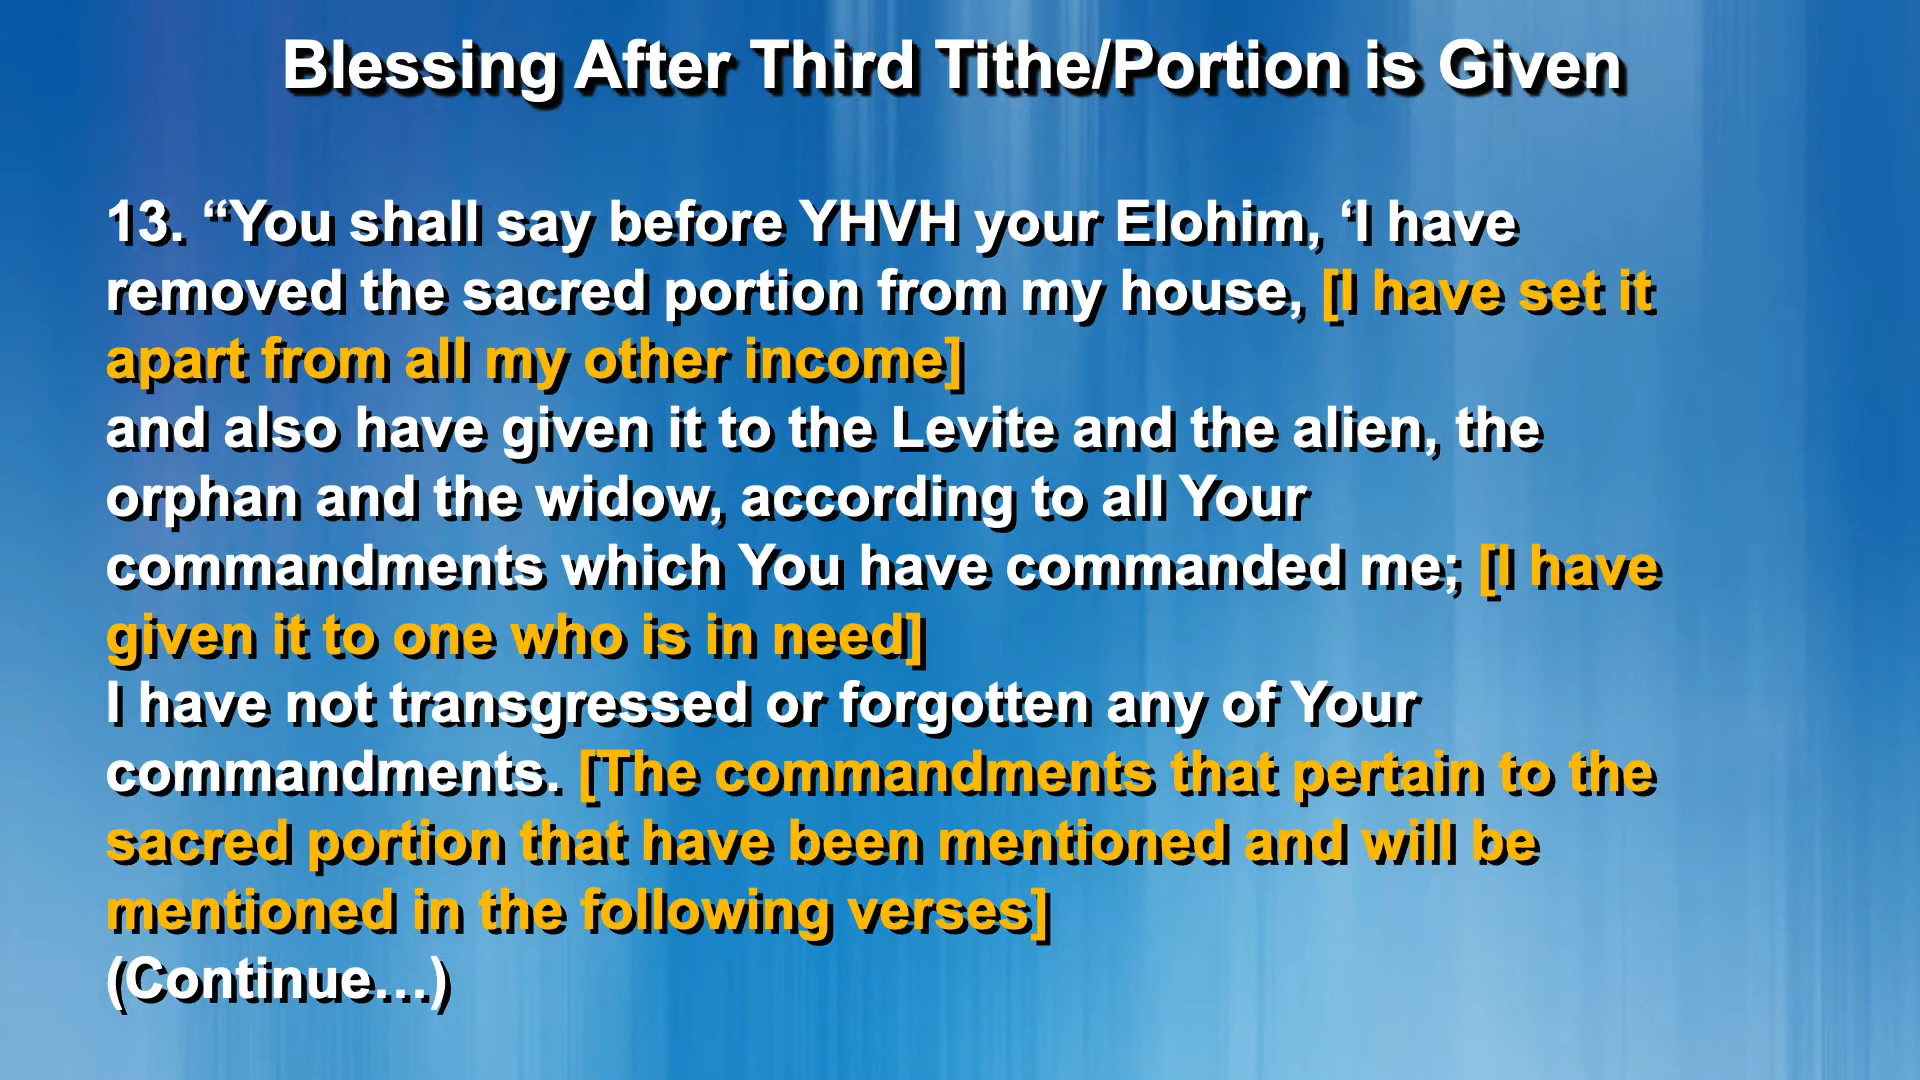 Blessing After Third Tithe/Portion is Given
13. “You shall say before YHVH your Elohim, ‘I have
removed the sacred portion from my house, [I have set it
apart from all my other income]
and also have given it to the Levite and the alien, the
orphan and the widow, according to all Your
commandments which You have commanded me; [I have
given it to one who is in need]
I have not transgressed or forgotten any of Your
commandments. [The commandments that pertain to the
sacred portion that have been mentioned and will be
mentioned in the following verses]
(Continue…)